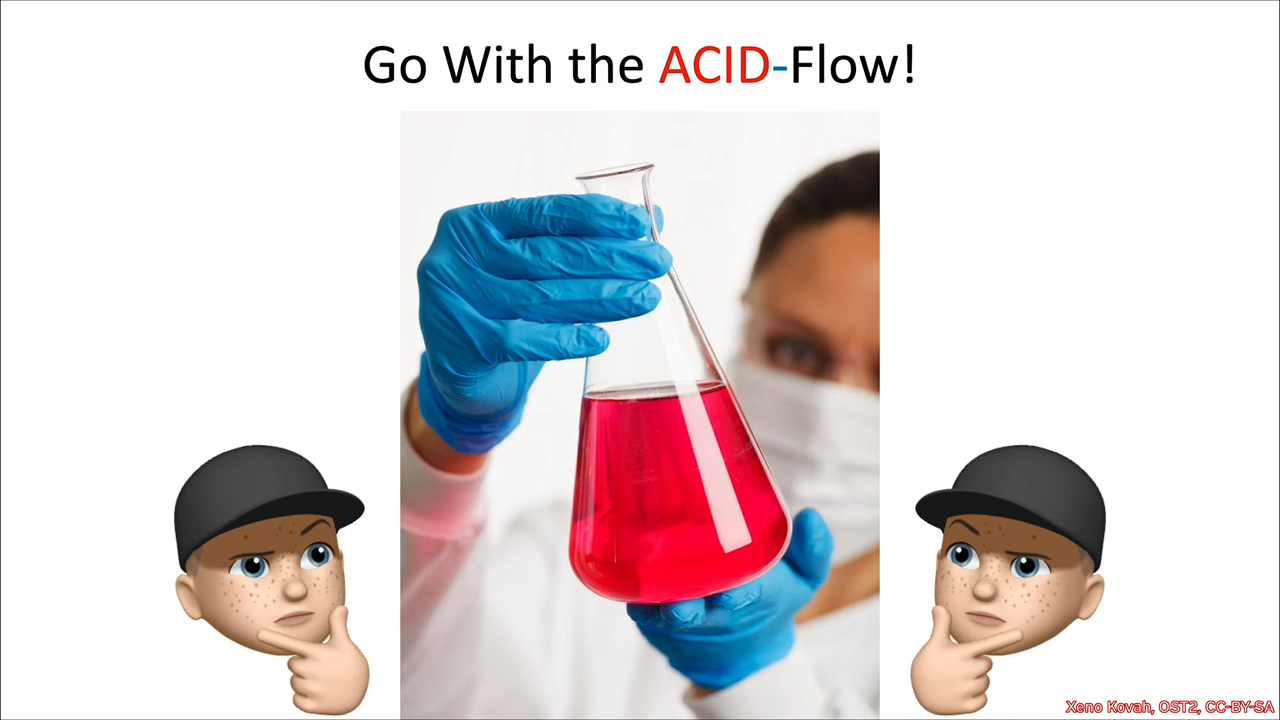 Go With the ACID-Flow!
Xeno Kovah, OST2, CC-BY-SA